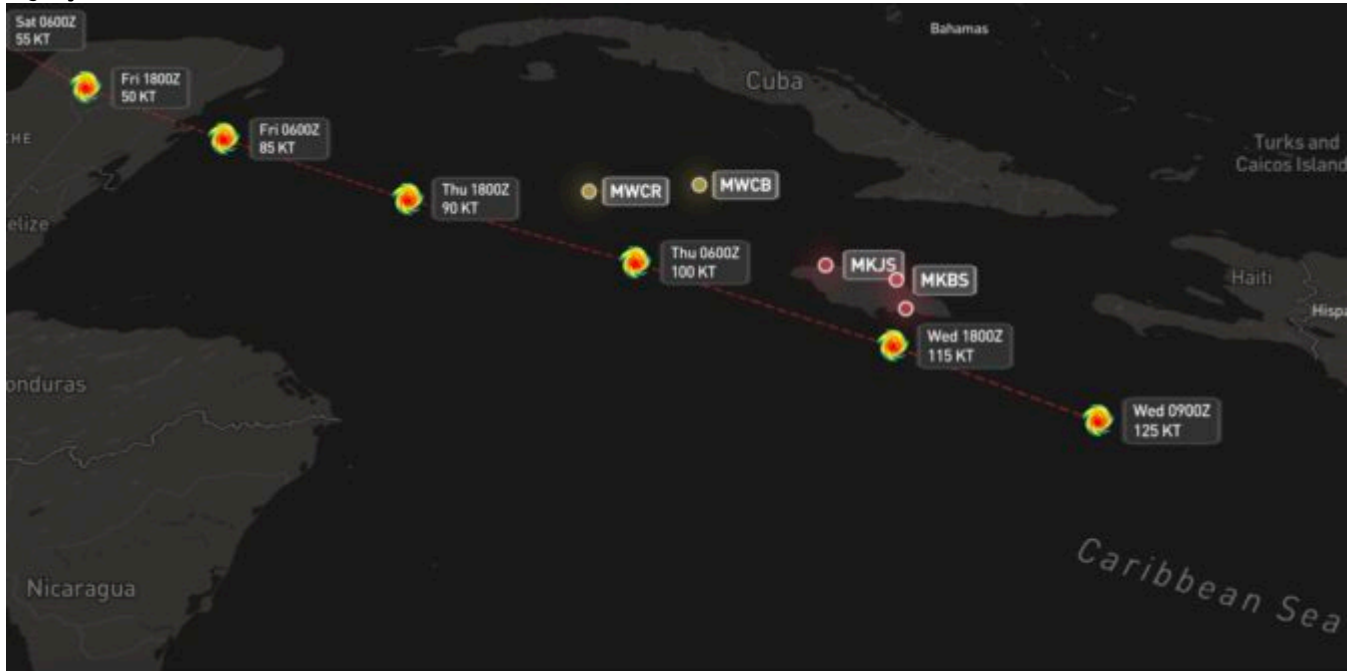 Sat 0600Z
55 KT
Bahamas
Fri 1800Z
50 KT
Cuba
Fri 0600Z
85 KT
CHE
Turks and
Caicos Island
Thu 1800Z
90 KT
MWCR
MWCB
elize
Thu 0600Z
100 KT
MKJS
MKBS
Haiti
Hispa
Wed 1800Z
115 KT
onduras
Wed 0900Z
125 KT
Caribbean Sea
Nicaragua